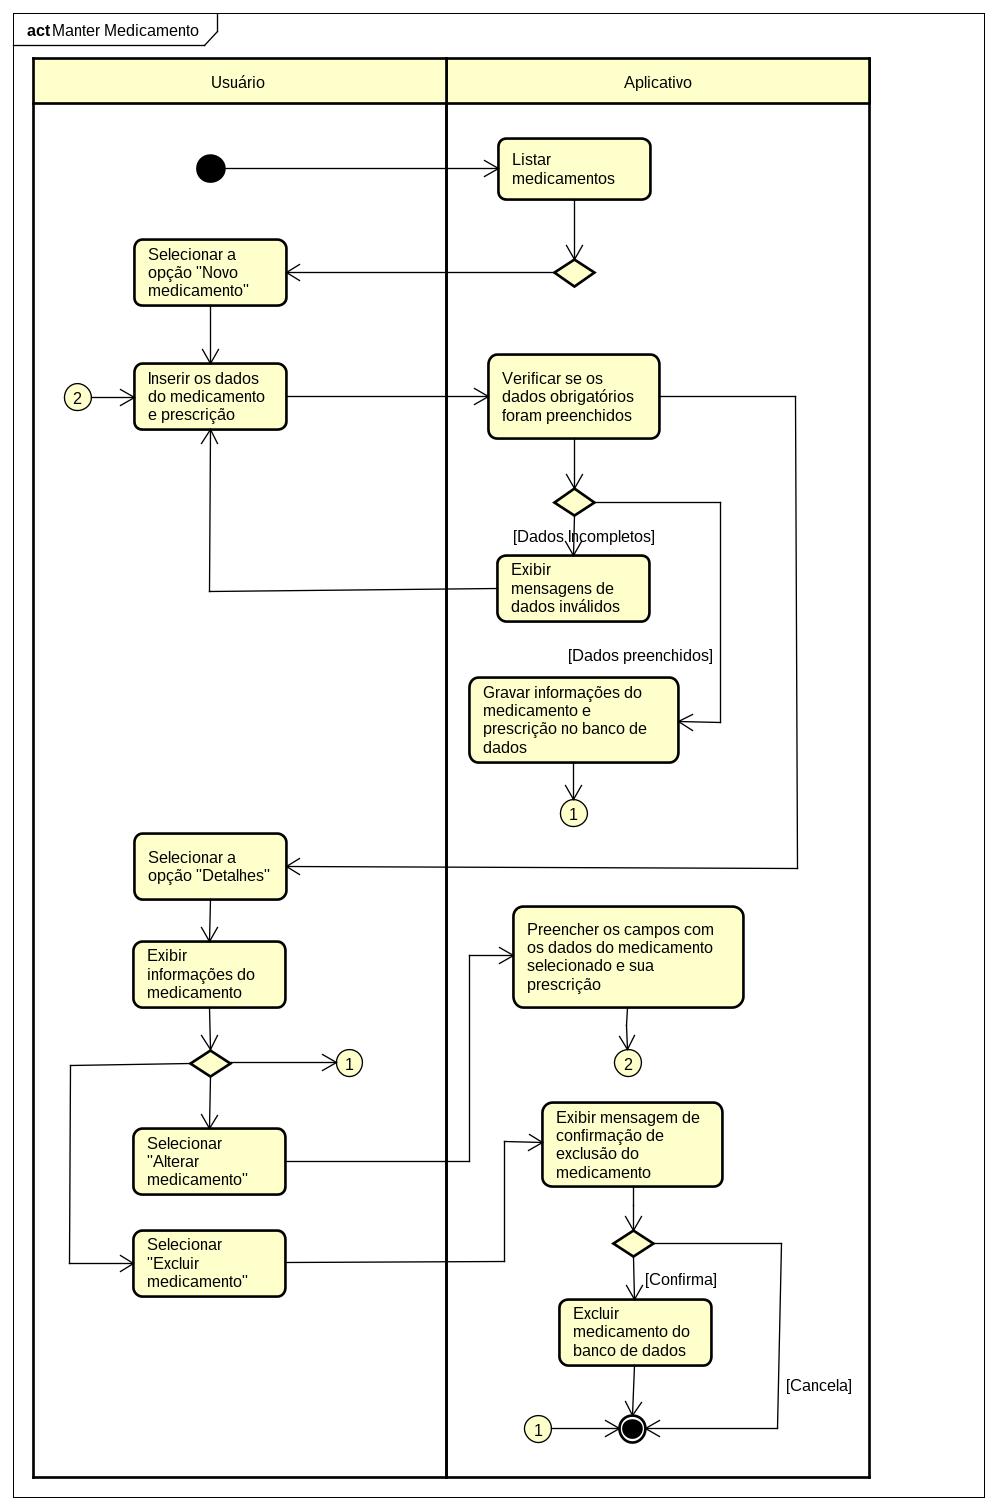 act Manter Medicamento
Usuário
Aplicativo
Listar
medicamentos
Selecionar a
opção "Novo
medicamento"
2
Inserir os dados
do medicamento
e prescrição
Verificar se os
dados obrigatórios
foram preenchidos
[Dados Incompletos]
Exibir
mensagens de
dados inválidos
[Dados preenchidos]
Gravar informações do
medicamento e
prescrição no banco de
dados
1
Selecionar a
opção "Detalhes"
Exibir
informações do
medicamento
Preencher os campos com
os dados do medicamento
selecionado e sua
prescrição
1
2
Selecionar
"Alterar
medicamento"
Exibir mensagem de
confirmação de
exclusão do
medicamento
Selecionar
"Excluir
medicamento"
[Confirma]
Excluir
medicamento do
banco de dados
[Cancela]
1